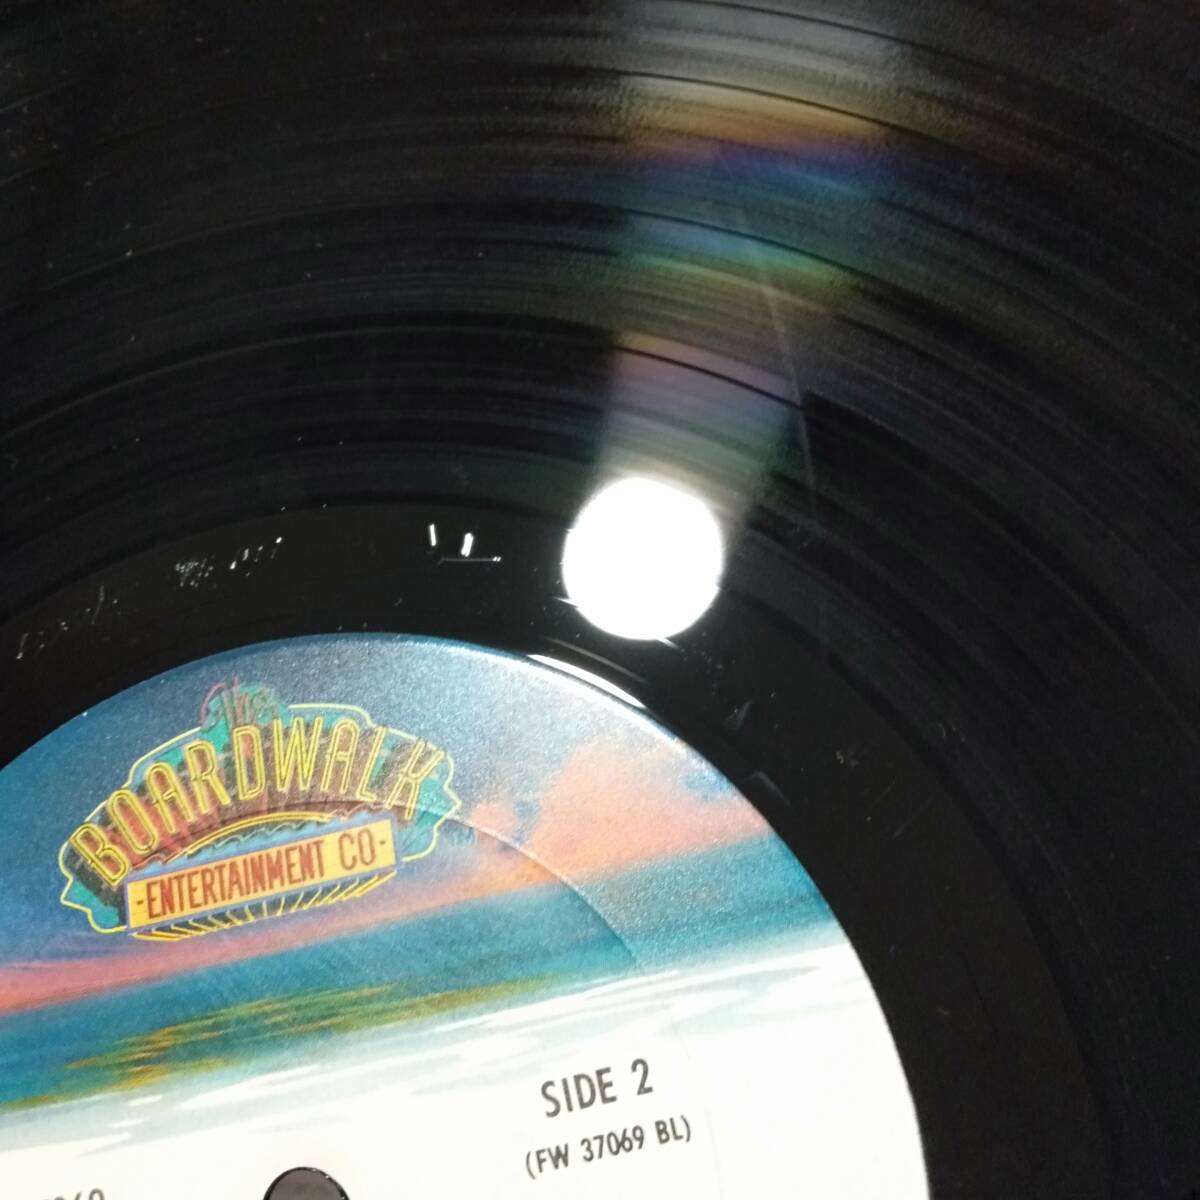 The
BOARDWALK
-ENTERTAINMENT CO-
SIDE 2
(FW 37069 BL)